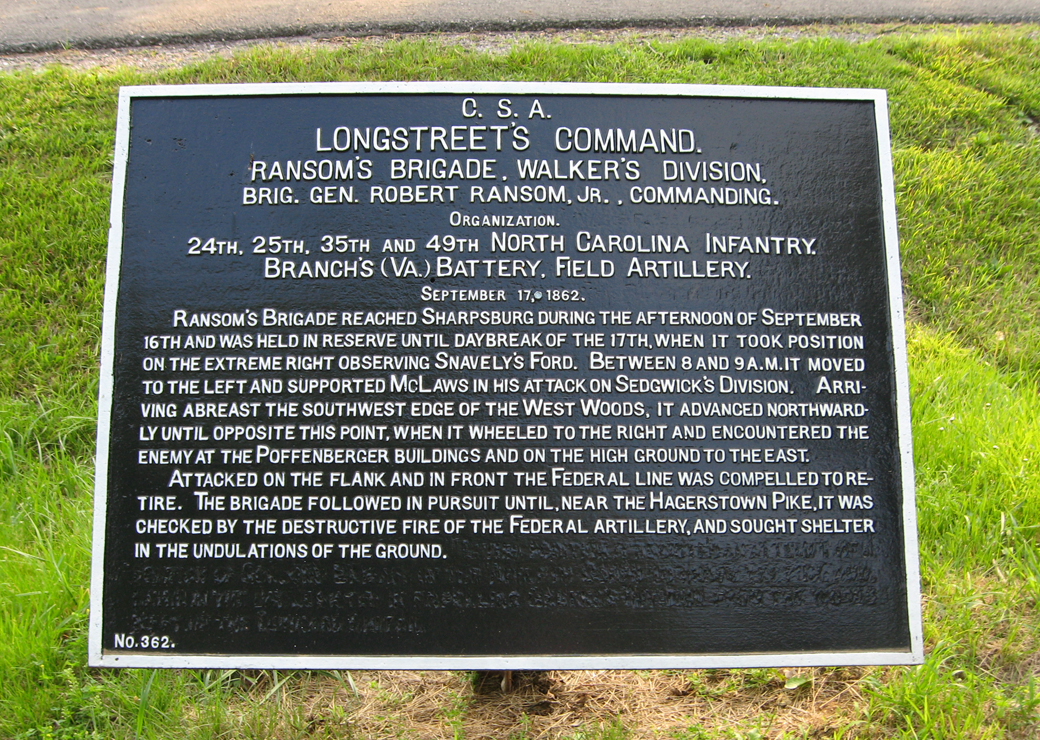 C. S. A.
LONGSTREET'S COMMAND.
RANSOM'S BRIGADE, WALKER'S DIVISION,
BRIG. GEN. ROBERT RANSOM, JR., COMMANDING.
ORGANIZATION.
24TH, 25TH, 35TH AND 49TH NORTH CAROLINA INFANTRY.
BRANCH'S (VA.) BATTERY, FIELD ARTILLERY.
SEPTEMBER 17, 1862.
RANSOM'S BRIGADE REACHED SHARPSBURG DURING THE AFTERNOON OF SEPTEMBER
16TH AND WAS HELD IN RESERVE UNTIL DAYBREAK OF THE 17TH, WHEN IT TOOK POSITION
ON THE EXTREME RIGHT OBSERVING SNAVELY'S FORD. BETWEEN 8 AND 9 A.M. IT MOVED
TO THE LEFT AND SUPPORTED MCLAWS IN HIS ATTACK ON SEDGWICK'S DIVISION. ARRI-
VING ABREAST THE SOUTHWEST EDGE OF THE WEST WOODS, IT ADVANCED NORTHWARD-
LY UNTIL OPPOSITE THIS POINT, WHEN IT WHEELED TO THE RIGHT AND ENCOUNTERED THE
ENEMY AT THE POFFENBERGER BUILDINGS AND ON THE HIGH GROUND TO THE EAST.
ATTACKED ON THE FLANK AND IN FRONT THE FEDERAL LINE WAS COMPELLED TO RE-
TIRE. THE BRIGADE FOLLOWED IN PURSUIT UNTIL, NEAR THE HAGERSTOWN PIKE, IT WAS
CHECKED BY THE DESTRUCTIVE FIRE OF THE FEDERAL ARTILLERY, AND SOUGHT SHELTER
IN THE UNDULATIONS OF THE GROUND.
NO. 362.